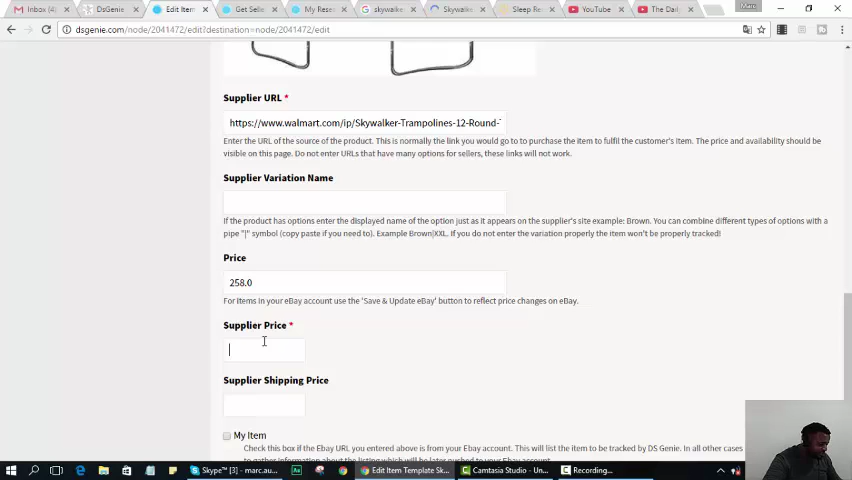 Inbox (4)
DsGenie
Edit Item
Get Selle
My Rese
skywalke
Skywalke
Sleep Re
YouTube
The Daily
Mario
dsgenie.com/node/2041472/edit?destination=node/2041472/edit
Supplier URL *
https://www.walmart.com/ip/Skywalker-Trampolines-12-Round-
Enter the URL of the source of the product. This is normally the link you would go to to purchase the item to fulfil the customer's item. The price and availability should be
visible on this page. Do not enter URLs that have many options for sellers, these links will not work.
Supplier Variation Name
If the product has options enter the displayed name of the option just as it appears on the supplier's site example: Brown. You can combine different types of options with a
pipe "|" symbol (copy paste if you need to). Example Brown|XXL. If you do not enter the variation properly the item won't be properly tracked!
Price
258.0
For items in your eBay account use the 'Save & Update eBay' button to reflect price changes on eBay.
Supplier Price *
Supplier Shipping Price
My Item
Check this box if the Ebay URL you entered above is from your Ebay account. This will list the item to be tracked by DS Genie. In all other cases
Skype™ [3] - marc.au...
Edit Item Template Sk...
Camtasia Studio - Un...
Recording...